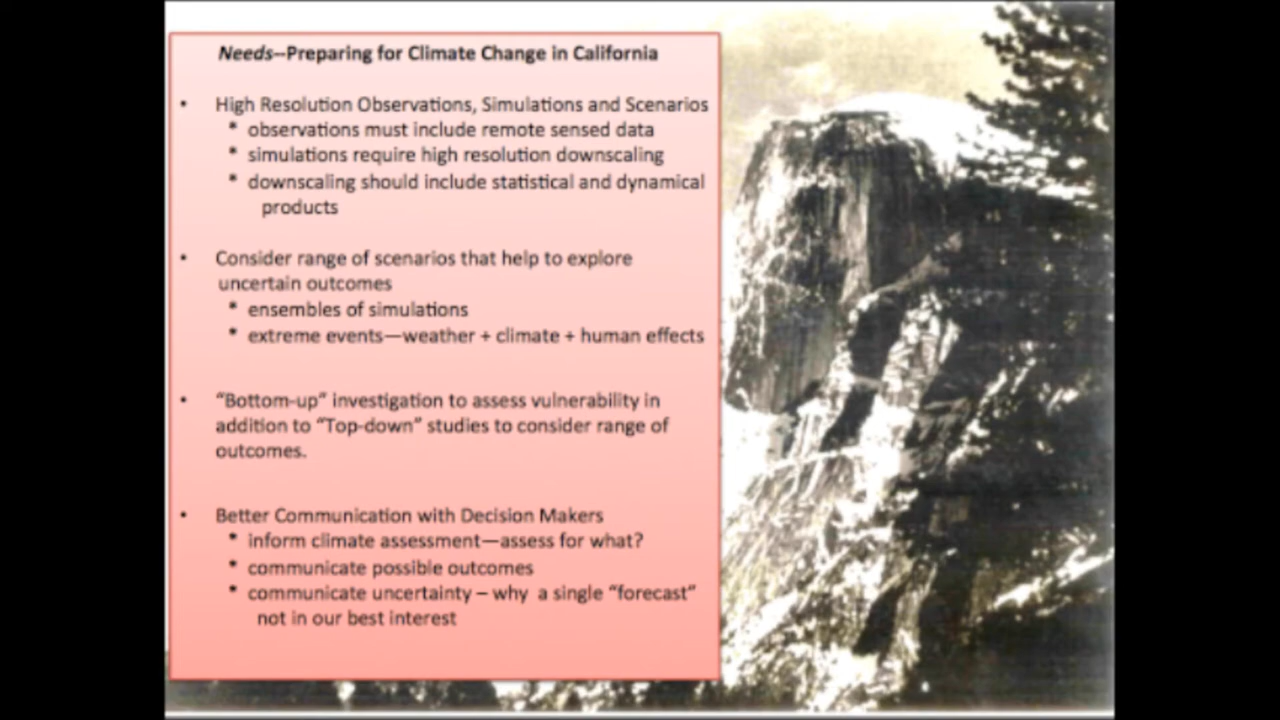 Needs--Preparing for Climate Change in California
• High Resolution Observations, Simulations and Scenarios
* observations must include remote sensed data
* simulations require high resolution downscaling
* downscaling should include statistical and dynamical
products
• Consider range of scenarios that help to explore
uncertain outcomes
* ensembles of simulations
* extreme events—weather + climate + human effects
• “Bottom-up” investigation to assess vulnerability in
addition to “Top-down” studies to consider range of
outcomes.
• Better Communication with Decision Makers
* inform climate assessment—assess for what?
* communicate possible outcomes
* communicate uncertainty – why a single “forecast”
not in our best interest